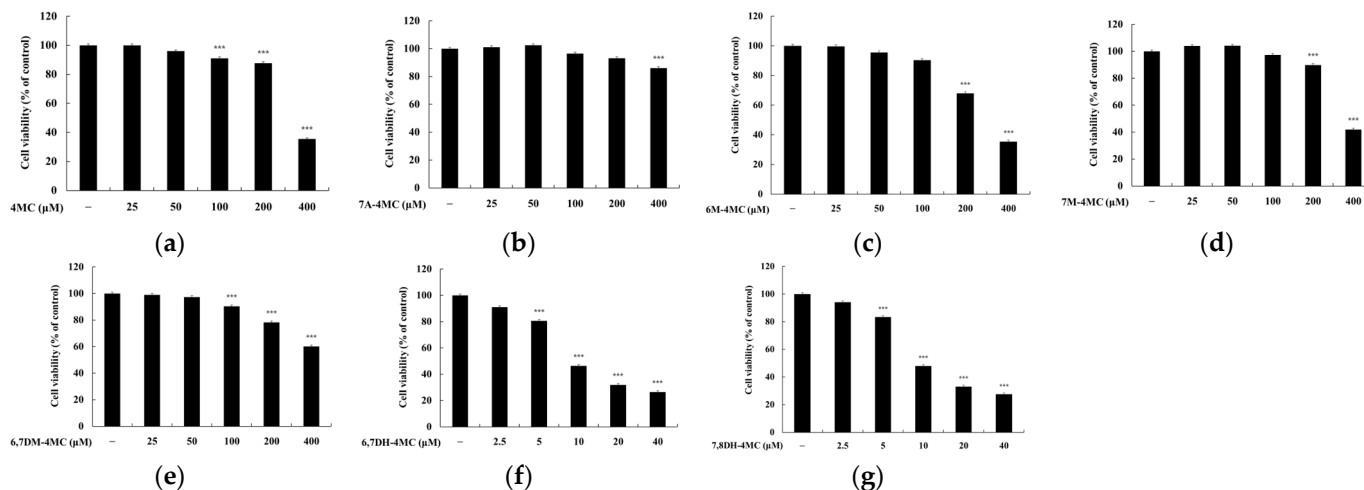 Cell viability (% of control)
120
100
80
60
40
20
0
***
***
***
4MC (μM)
– 25 50 100 200 400
(a)
Cell viability (% of control)
120
100
80
60
40
20
0
***
7A-4MC (μM)
– 25 50 100 200 400
(b)
Cell viability (% of control)
120
100
80
60
40
20
0
***
***
6M-4MC (μM)
– 25 50 100 200 400
(c)
Cell viability (% of control)
120
100
80
60
40
20
0
***
***
7M-4MC (μM)
– 25 50 100 200 400
(d)
Cell viability (% of control)
120
100
80
60
40
20
0
***
***
***
6,7DM-4MC (μM)
– 25 50 100 200 400
(e)
Cell viability (% of control)
120
100
80
60
40
20
0
***
***
***
***
6,7DH-4MC (μM)
– 2.5 5 10 20 40
(f)
Cell viability (% of control)
120
100
80
60
40
20
0
***
***
***
***
7,8DH-4MC (μM)
– 2.5 5 10 20 40
(g)